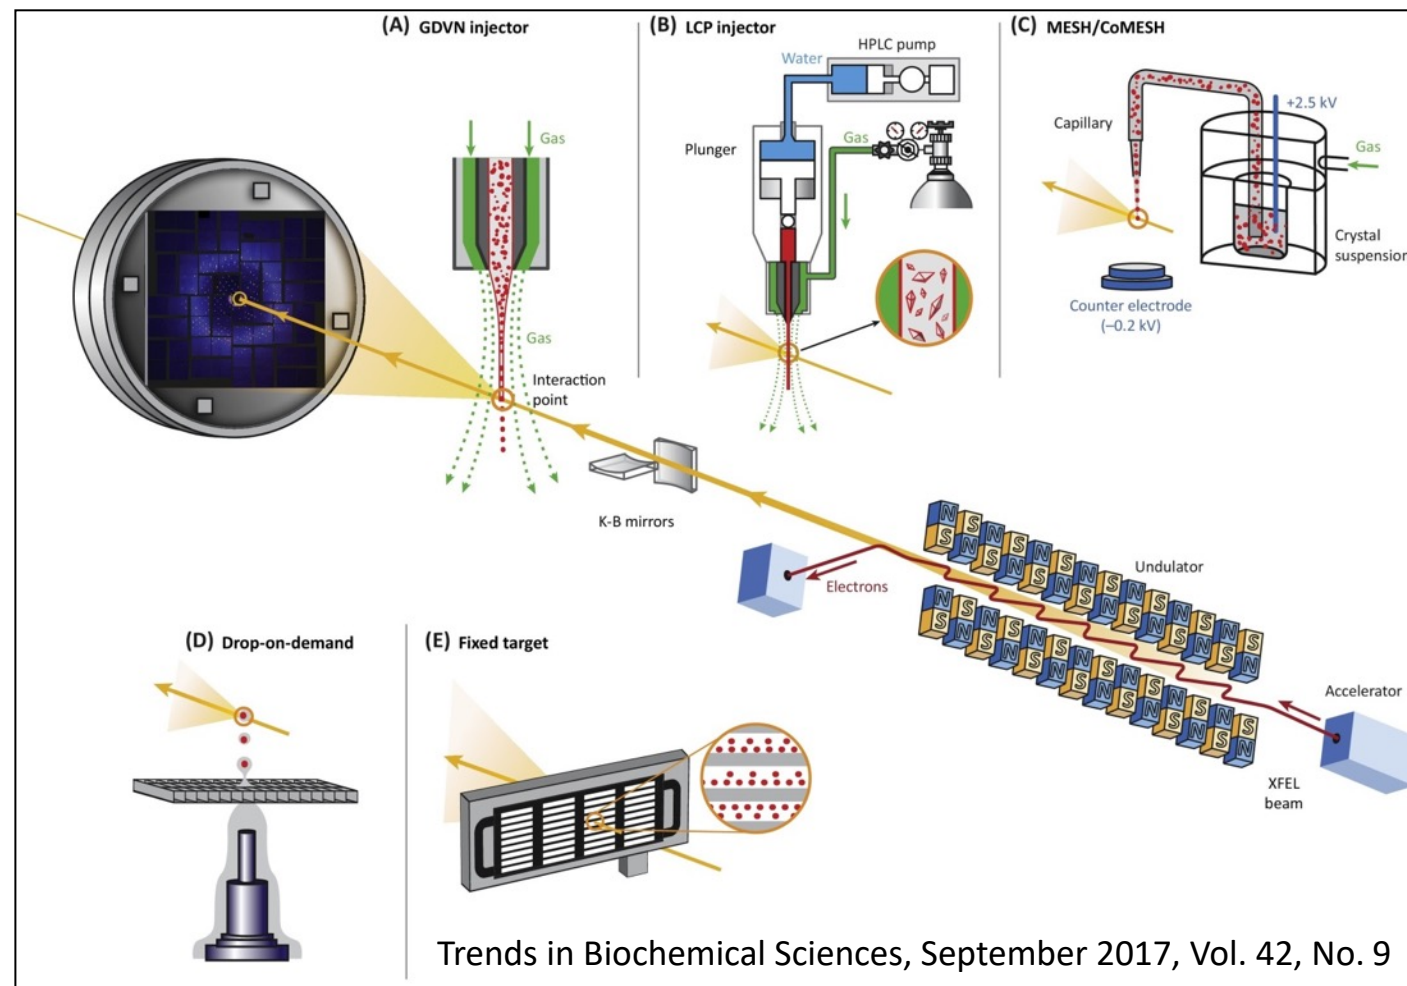 (A) GDVN injector
Gas
Gas
Interaction
point
(B) LCP injector
HPLC pump
Water
Plunger
Gas
(C) MESH/CoMESH
+2.5 kV
Capillary
Gas
Crystal
suspension
Counter electrode
(–0.2 kV)
K-B mirrors
Electrons
Undulator
N S N S N S N S N S N S N
S N S N S N S N S N S N
N S N S N S N S N S N S N
S N S N S N S N S N S N
Accelerator
XFEL
beam
(D) Drop-on-demand
(E) Fixed target
Trends in Biochemical Sciences, September 2017, Vol. 42, No. 9